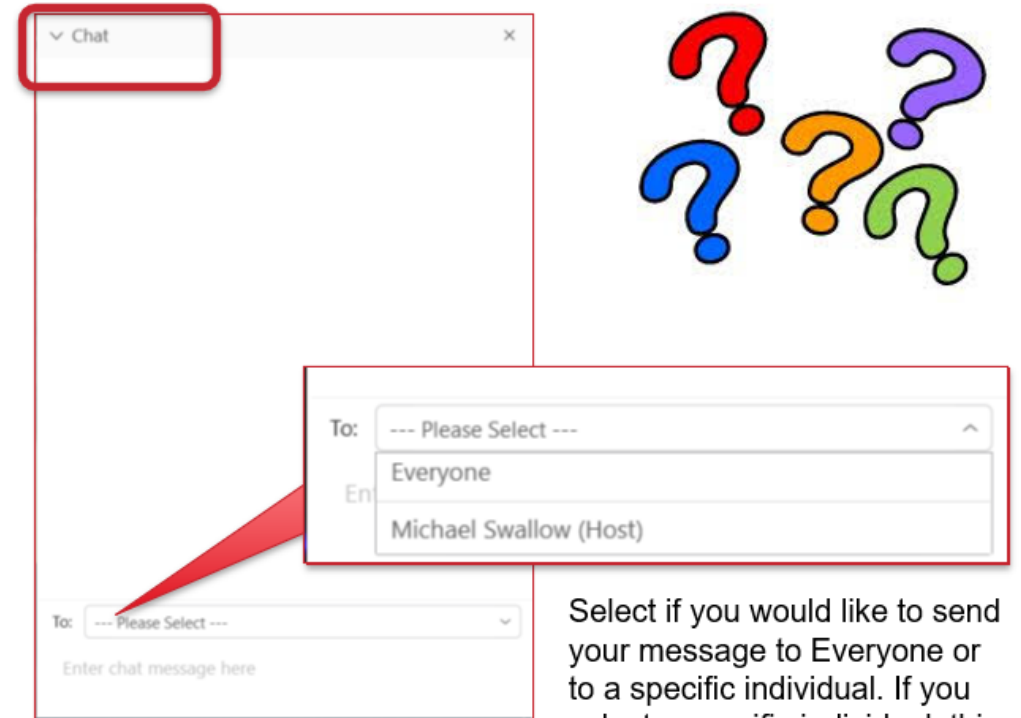 Chat
To:
--- Please Select ---
Everyone
Michael Swallow (Host)
To:
--- Please Select ---
Enter chat message here
Select if you would like to send
your message to Everyone or
to a specific individual. If you